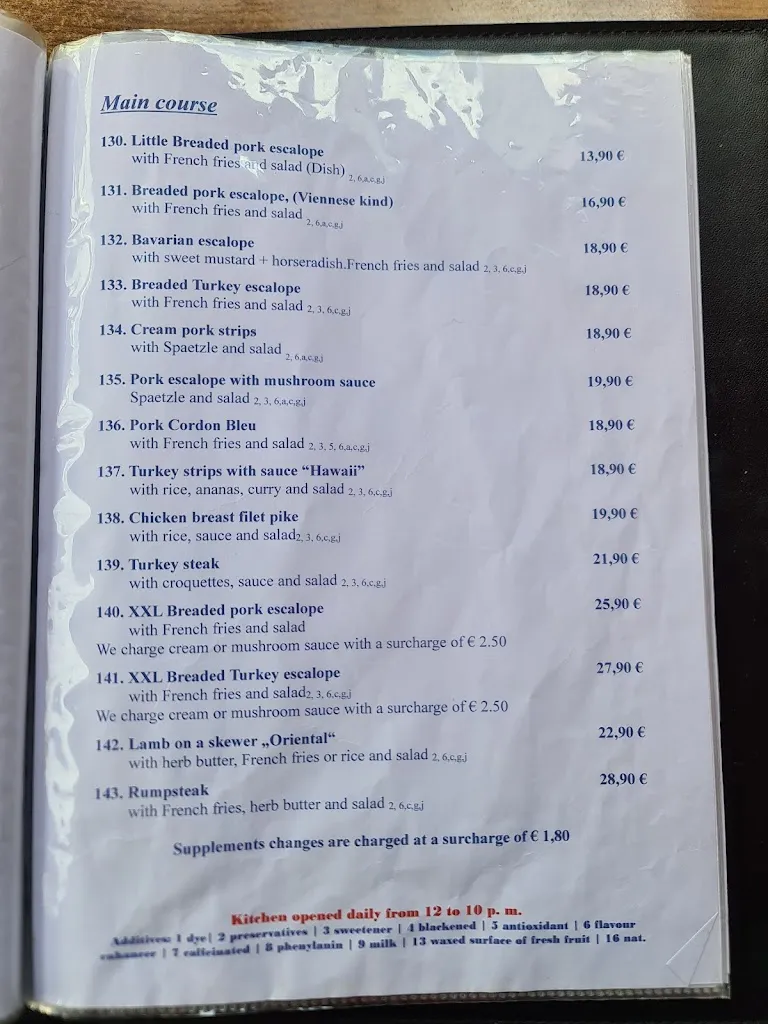 Main course
130. Little Breaded pork escalope 13,90 €
with French fries and salad (Dish) 2, 6,a,c,g,j
131. Breaded pork escalope, (Viennese kind) 16,90 €
with French fries and salad 2, 6,a,c,g,j
132. Bavarian escalope 18,90 €
with sweet mustard + horseradish.French fries and salad 2, 3, 6,c,g,j
133. Breaded Turkey escalope 18,90 €
with French fries and salad 2, 3, 6,c,g,j
134. Cream pork strips 18,90 €
with Spaetzle and salad 2, 6,a,c,g,j
135. Pork escalope with mushroom sauce 19,90 €
Spaetzle and salad 2, 3, 6,a,c,g,j
136. Pork Cordon Bleu 18,90 €
with French fries and salad 2, 3, 5, 6,a,c,g,j
137. Turkey strips with sauce “Hawaii” 18,90 €
with rice, ananas, curry and salad 2, 3, 6,c,g,j
138. Chicken breast filet pike 19,90 €
with rice, sauce and salad2, 3, 6,c,g,j
139. Turkey steak 21,90 €
with croquettes, sauce and salad 2, 3, 6,c,g,j
140. XXL Breaded pork escalope 25,90 €
with French fries and salad
We charge cream or mushroom sauce with a surcharge of € 2.50
141. XXL Breaded Turkey escalope 27,90 €
with French fries and salad2, 3, 6,c,g,j
We charge cream or mushroom sauce with a surcharge of € 2.50
142. Lamb on a skewer „Oriental“ 22,90 €
with herb butter, French fries or rice and salad 2, 6,c,g,j
143. Rumpsteak 28,90 €
with French fries, herb butter and salad 2, 6,c,g,j
Supplements changes are charged at a surcharge of € 1,80
Kitchen opened daily from 12 to 10 p. m.
Additives: 1 dye| 2 preservatives | 3 sweetener | 4 blackened | 5 antioxidant | 6 flavour
enhancer | 7 caffeinated | 8 phenylanin | 9 milk | 13 waxed surface of fresh fruit | 16 nat.